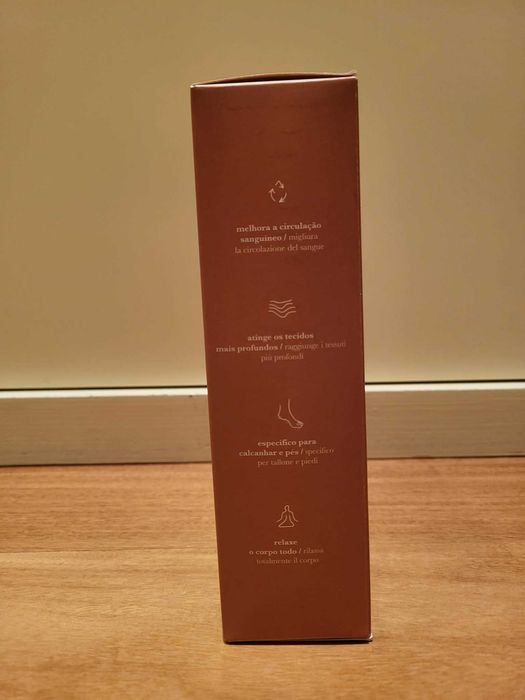 melhora a circulação
sanguíneo / migliora
la circolazione del sangue
atinge os tecidos
mais profundos / raggiunge i tessuti
più profondi
específico para
calcanhar e pés / specifico
per tallone e piedi
relaxe
o corpo todo / rilassa
totalmente il corpo